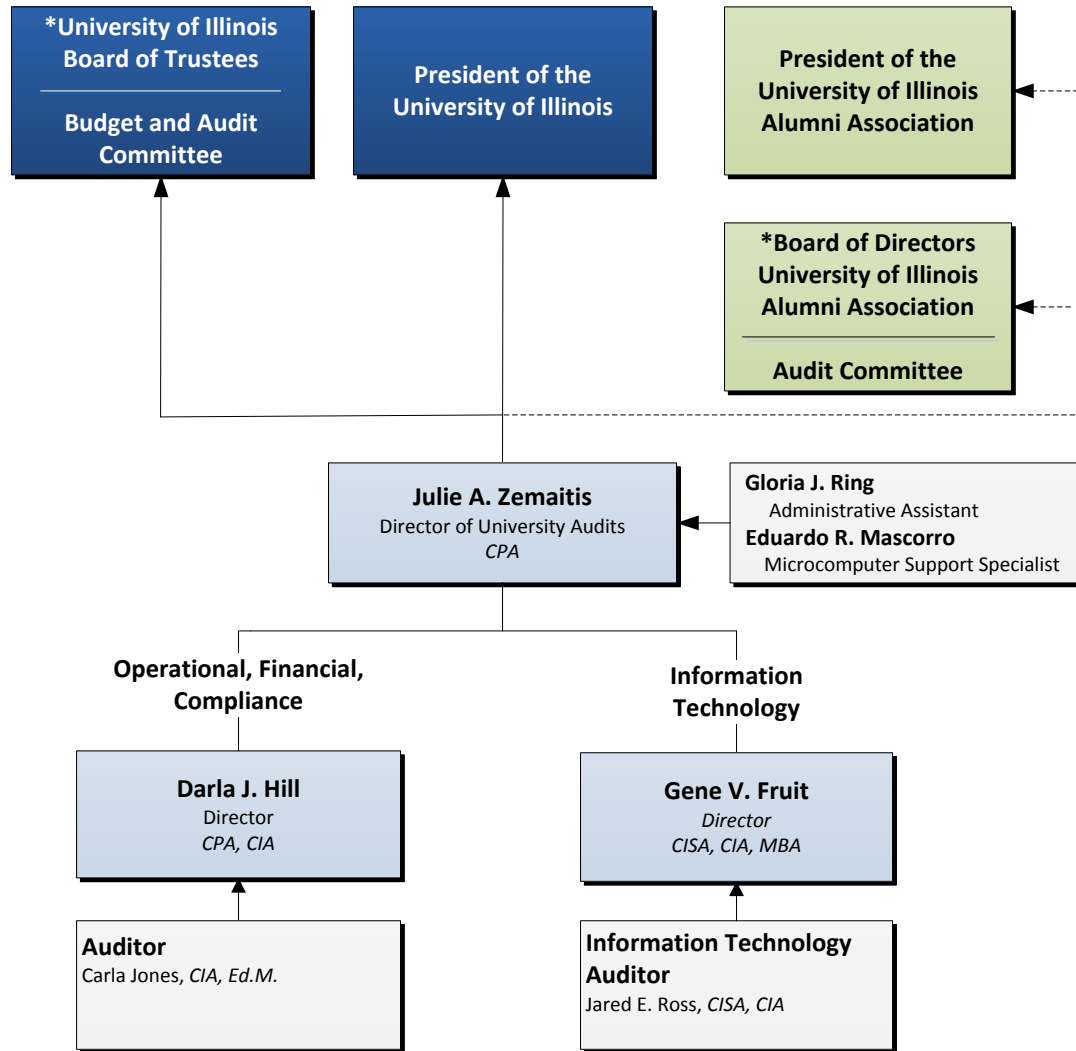 *University of Illinois
Board of Trustees
Budget and Audit
Committee
President of the
University of Illinois
President of the
University of Illinois
Alumni Association
*Board of Directors
University of Illinois
Alumni Association
Audit Committee
Julie A. Zemaitis
Director of University Audits
CPA
Gloria J. Ring
Administrative Assistant
Eduardo R. Mascorro
Microcomputer Support Specialist
Operational, Financial,
Compliance
Information
Technology
Darla J. Hill
Director
CPA, CIA
Gene V. Fruit
Director
CISA, CIA, MBA
Auditor
Carla Jones, CIA, Ed.M.
Information Technology
Auditor
Jared E. Ross, CISA, CIA